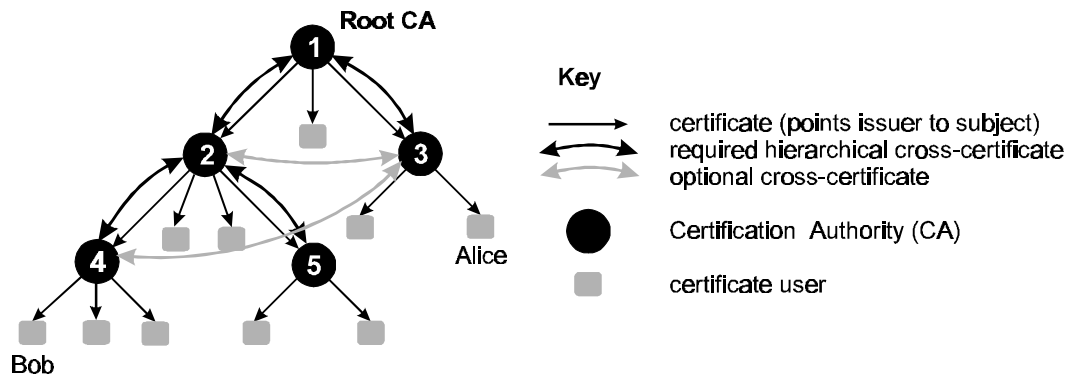 Root CA
1
2
3
4
5
Alice
Bob
Key
certificate (points issuer to subject)
required hierarchical cross-certificate
optional cross-certificate
Certification Authority (CA)
certificate user